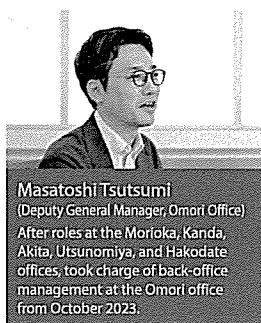 Masatoshi Tsutsumi
(Deputy General Manager, Omori Office)
After roles at the Morioka, Kanda,
Akita, Utsunomiya, and Hakodate
offices, took charge of back-office
management at the Omori office
from October 2023.